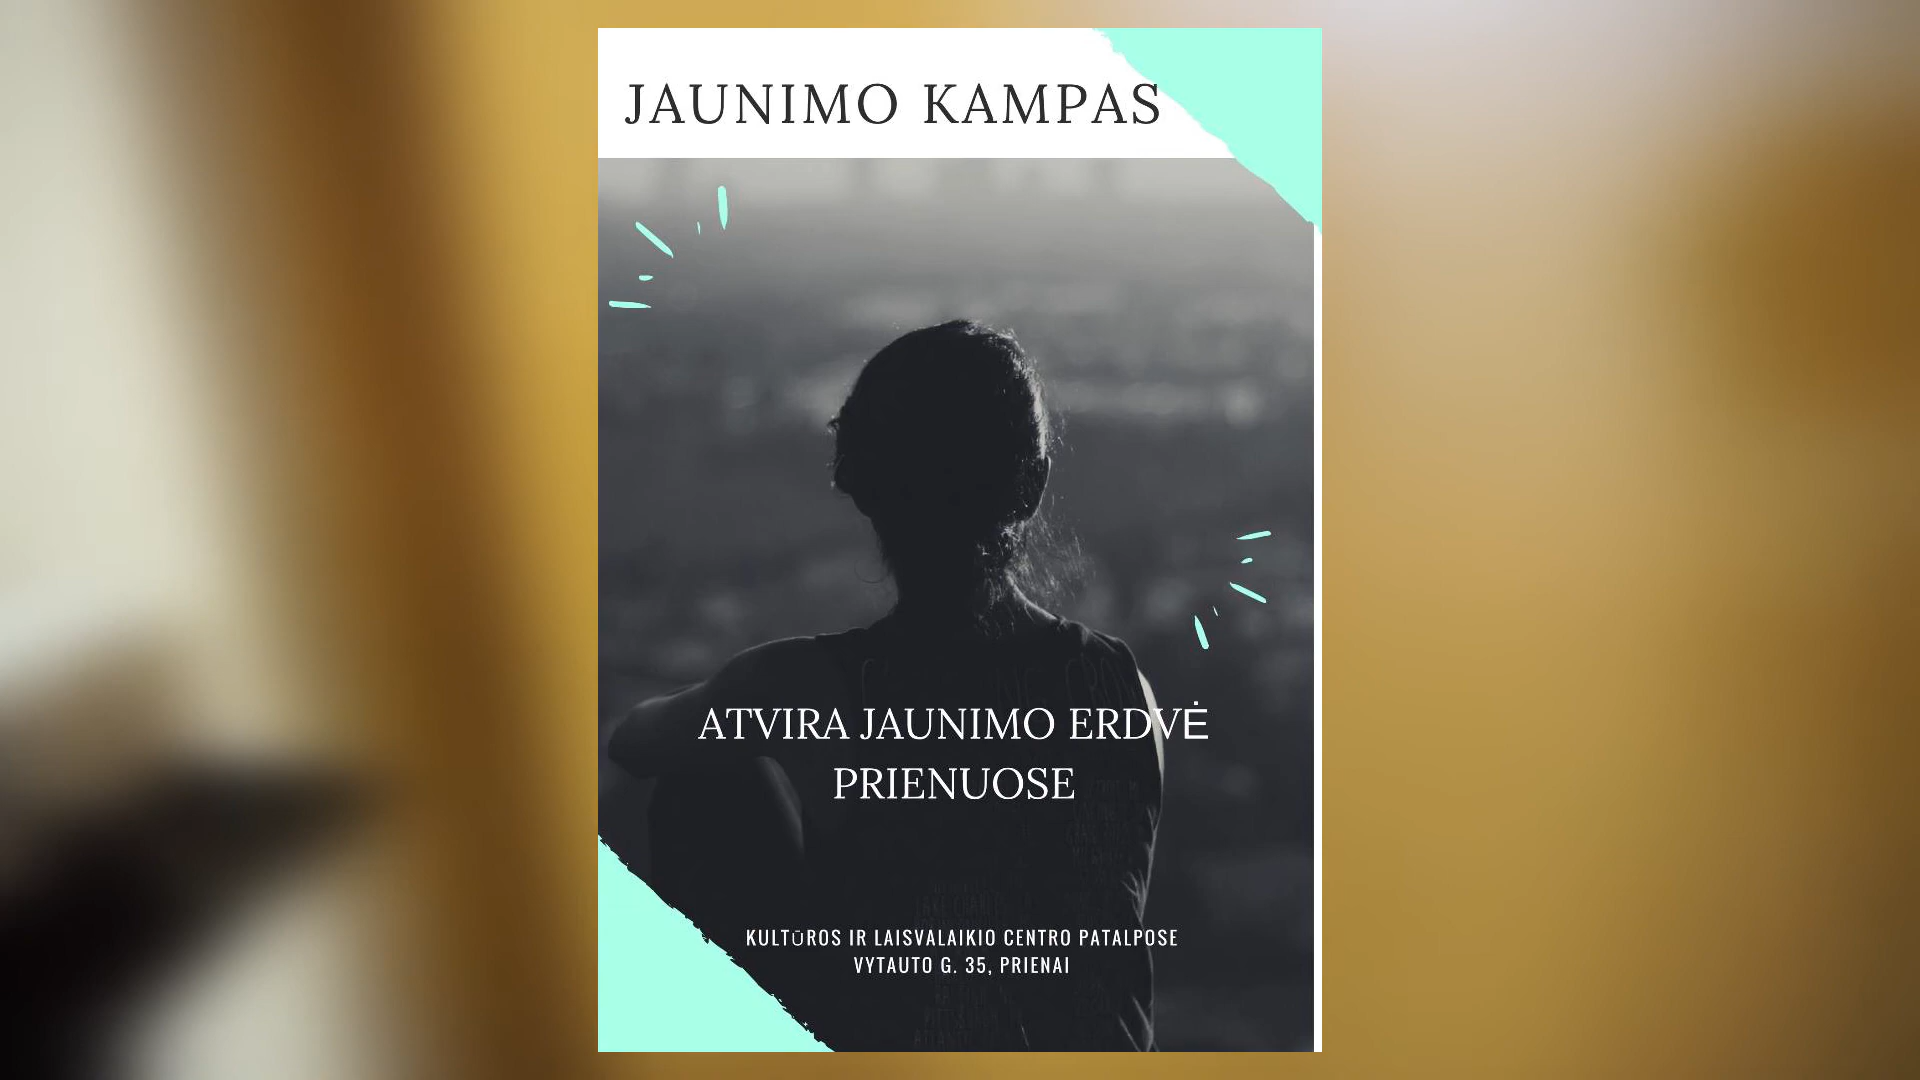 JAUNIMO KAMPAS
ATVIRA JAUNIMO ERDVĖ
PRIENUOSE
KULTŪROS IR LAISVALAIKIO CENTRO PATALPOSE
VYTAUTO G. 35, PRIENAI